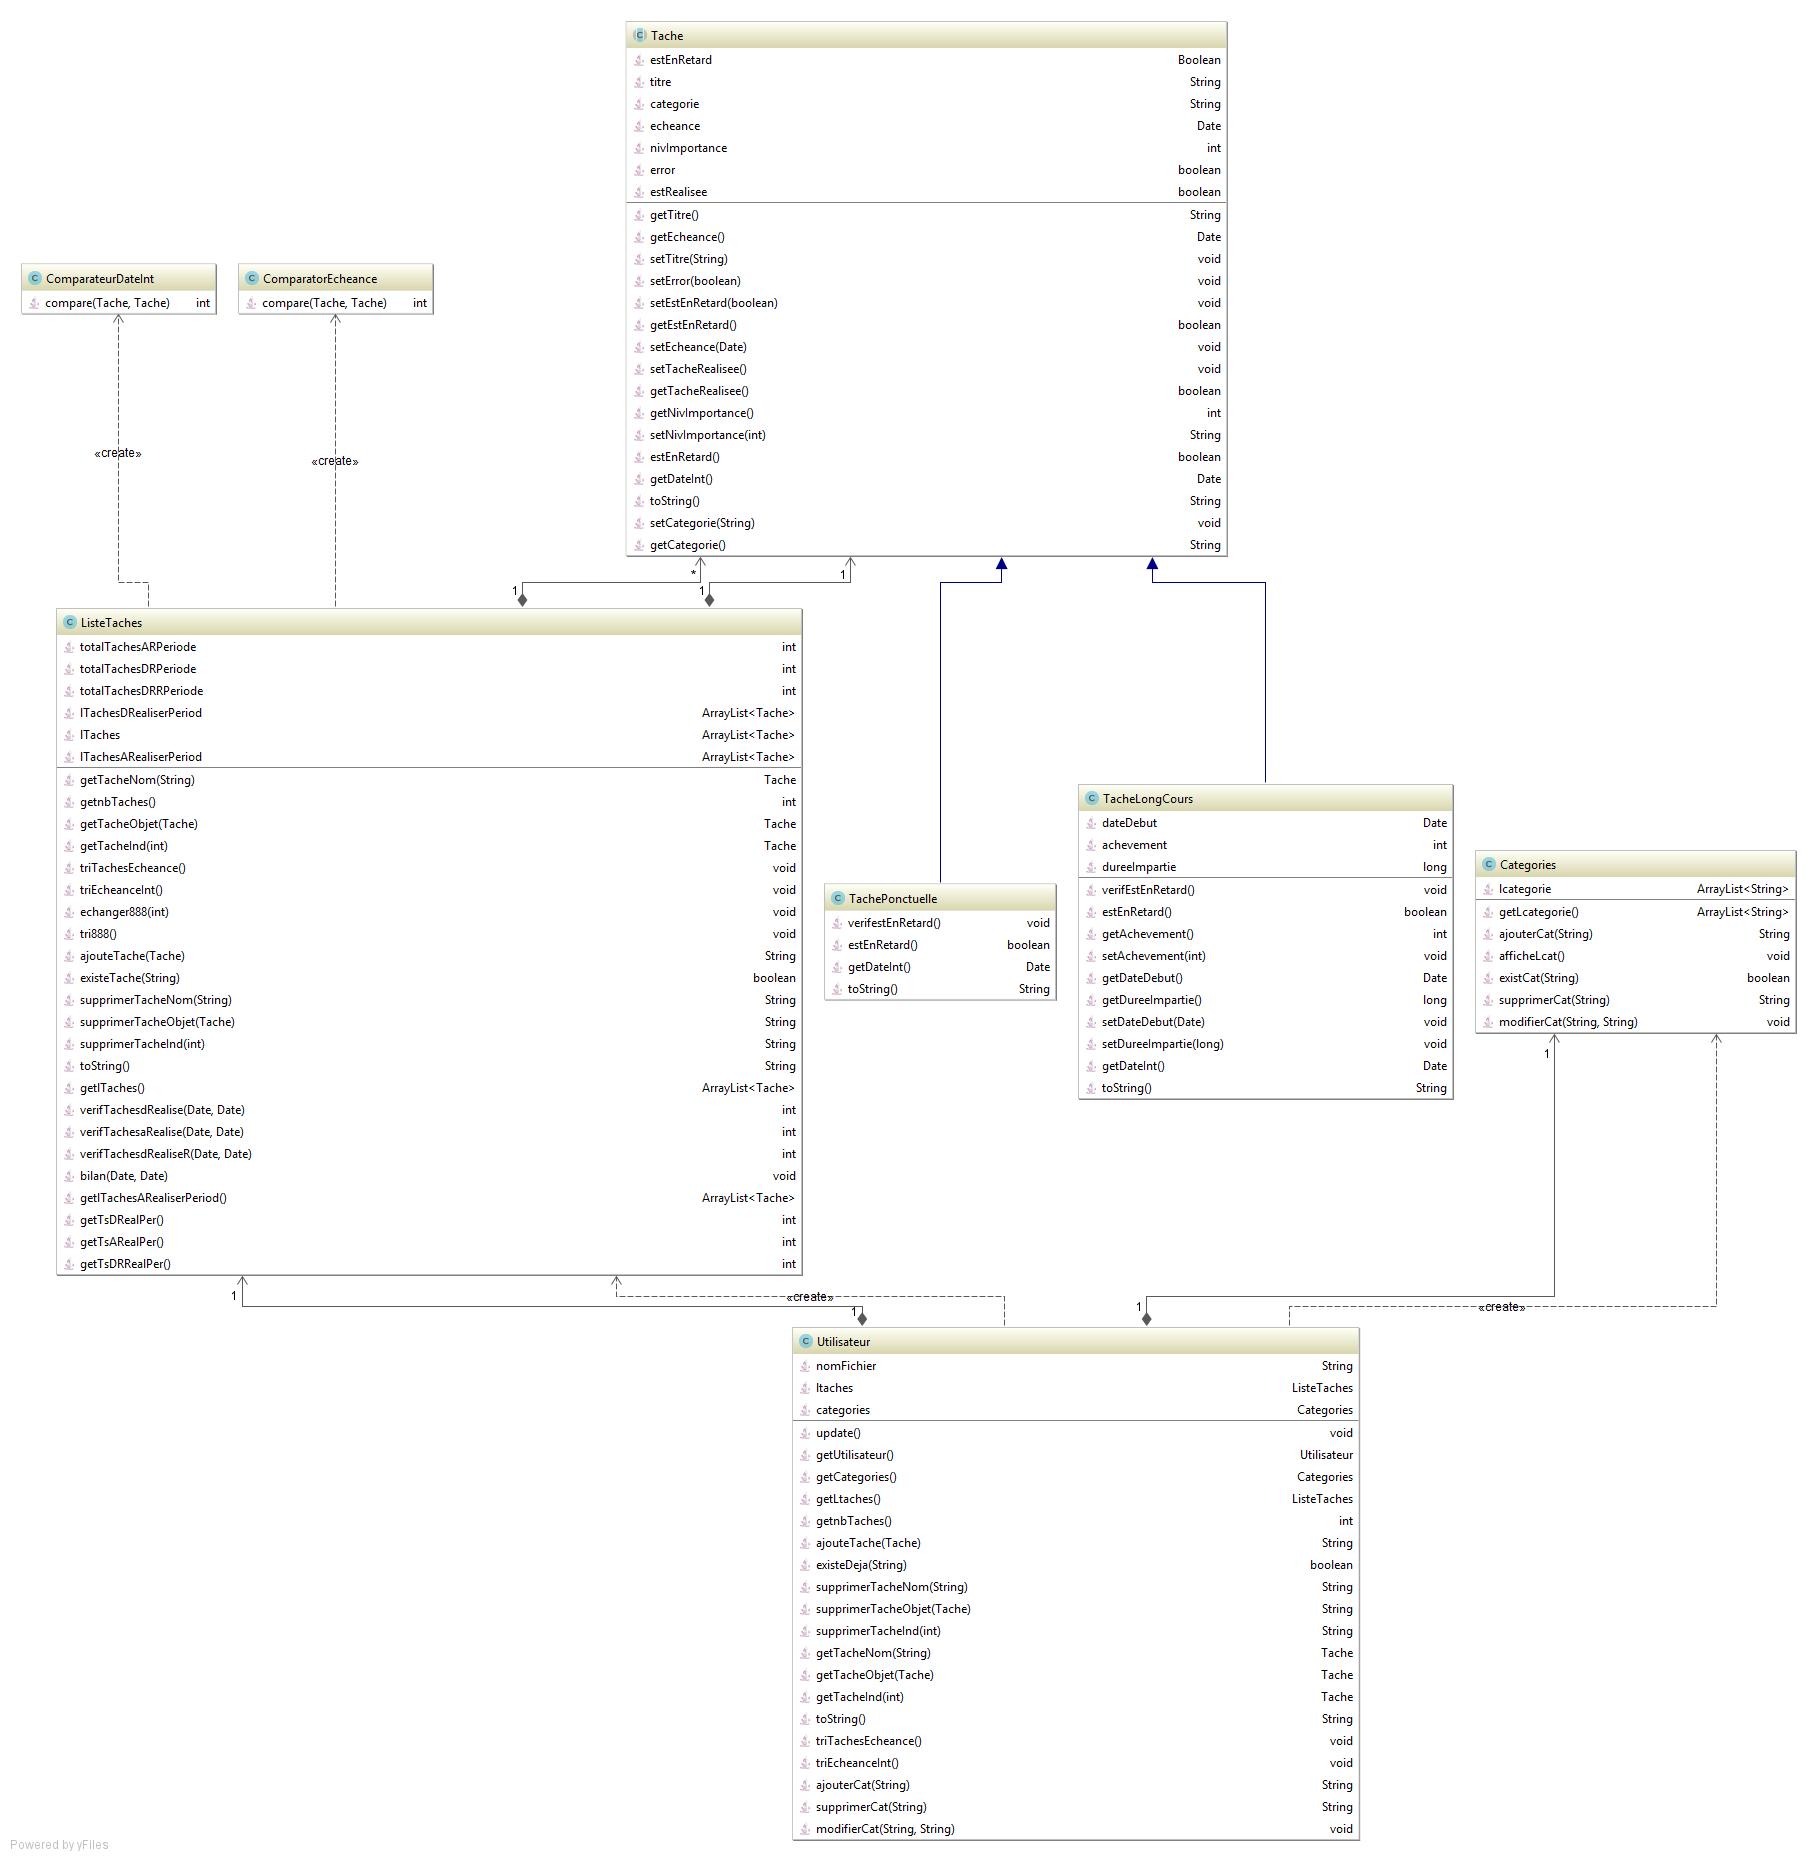 C Tache
estEnRetard Boolean
titre String
categorie String
echeance Date
nivImportance int
error boolean
estRealisee boolean
getTitre() String
getEcheance() Date
setTitre(String) void
setError(boolean) void
setEstEnRetard(boolean) void
getEstEnRetard() boolean
setEcheance(Date) void
setTacheRealisee() void
getTacheRealisee() boolean
getNivImportance() int
setNivImportance(int) String
estEnRetard() boolean
getDateInt() Date
toString() String
setCategorie(String) void
getCategorie() String
C ComparateurDateInt
compare(Tache, Tache) int
C ComparatorEcheance
compare(Tache, Tache) int
«create»
«create»
* 1
1 1
C ListeTaches
totalTachesARPeriode int
totalTachesDRPeriode int
totalTachesDRRPeriode int
lTachesDRealiserPeriod ArrayList<Tache>
lTaches ArrayList<Tache>
lTachesARealiserPeriod ArrayList<Tache>
getTacheNom(String) Tache
getnbTaches() int
getTacheObjet(Tache) Tache
getTacheInd(int) Tache
triTachesEcheance() void
triEcheanceInt() void
echanger888(int) void
tri888() void
ajouteTache(Tache) String
existeTache(String) boolean
supprimerTacheNom(String) String
supprimerTacheObjet(Tache) String
supprimerTacheInd(int) String
toString() String
getlTaches() ArrayList<Tache>
verifTachesdRealise(Date, Date) int
verifTachesaRealise(Date, Date) int
verifTachesdRealiseR(Date, Date) int
bilan(Date, Date) void
getlTachesARealiserPeriod() ArrayList<Tache>
getTsDRealPer() int
getTsARealPer() int
getTsDRRealPer() int
C TachePonctuelle
verifestEnRetard() void
estEnRetard() boolean
getDateInt() Date
toString() String
C TacheLongCours
dateDebut Date
achevement int
dureeImpartie long
verifEstEnRetard() void
estEnRetard() boolean
getAchevement() int
setAchevement(int) void
getDateDebut() Date
getDureeImpartie() long
setDateDebut(Date) void
setDureeImpartie(long) void
getDateInt() Date
toString() String
C Categories
lcategorie ArrayList<String>
getLcategorie() ArrayList<String>
ajouterCat(String) String
afficheLcat() void
existCat(String) boolean
supprimerCat(String) String
modifierCat(String, String) void
1
1 «create»
1 1 «create»
C Utilisateur
nomFichier String
ltaches ListeTaches
categories Categories
update() void
getUtilisateur() Utilisateur
getCategories() Categories
getLtaches() ListeTaches
getnbTaches() int
ajouteTache(Tache) String
existeDeja(String) boolean
supprimerTacheNom(String) String
supprimerTacheObjet(Tache) String
supprimerTacheInd(int) String
getTacheNom(String) Tache
getTacheObjet(Tache) Tache
getTacheInd(int) Tache
toString() String
triTachesEcheance() void
triEcheanceInt() void
ajouterCat(String) String
supprimerCat(String) String
modifierCat(String, String) void
Powered by yFiles